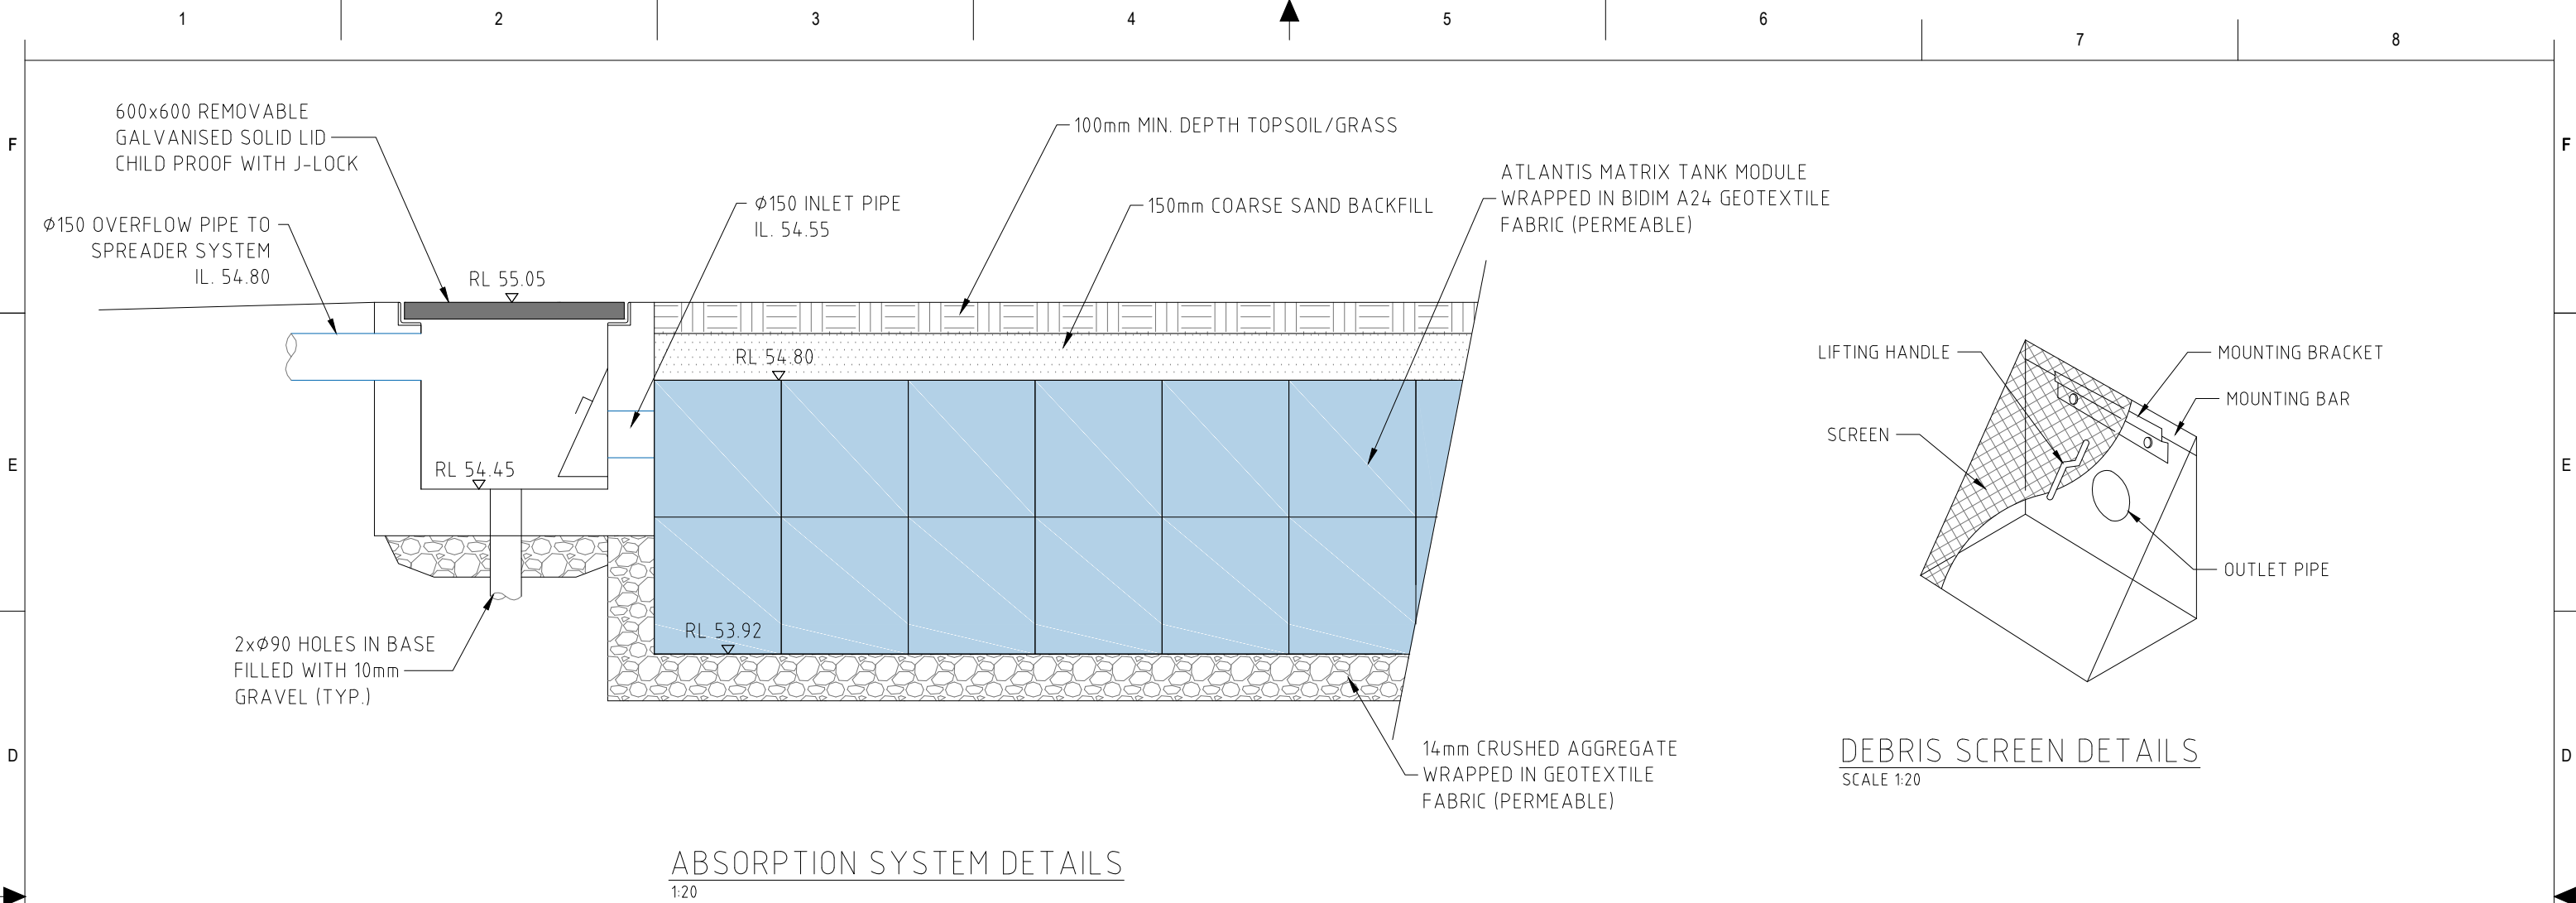 1
2
3
4
5
6
7
8
F
F
600x600 REMOVABLE
GALVANISED SOLID LID
CHILD PROOF WITH J-LOCK
Φ150 OVERFLOW PIPE TO
SPREADER SYSTEM
IL. 54.80
RL 55.05
Φ150 INLET PIPE
IL. 54.55
100mm MIN. DEPTH TOPSOIL/GRASS
150mm COARSE SAND BACKFILL
ATLANTIS MATRIX TANK MODULE
WRAPPED IN BIDIM A24 GEOTEXTILE
FABRIC (PERMEABLE)
RL 54.80
RL 54.45
RL 53.92
E
E
2xΦ90 HOLES IN BASE
FILLED WITH 10mm
GRAVEL (TYP.)
14mm CRUSHED AGGREGATE
WRAPPED IN GEOTEXTILE
FABRIC (PERMEABLE)
LIFTING HANDLE
MOUNTING BRACKET
MOUNTING BAR
SCREEN
OUTLET PIPE
D
D
DEBRIS SCREEN DETAILS
SCALE 1:20
ABSORPTION SYSTEM DETAILS
1:20